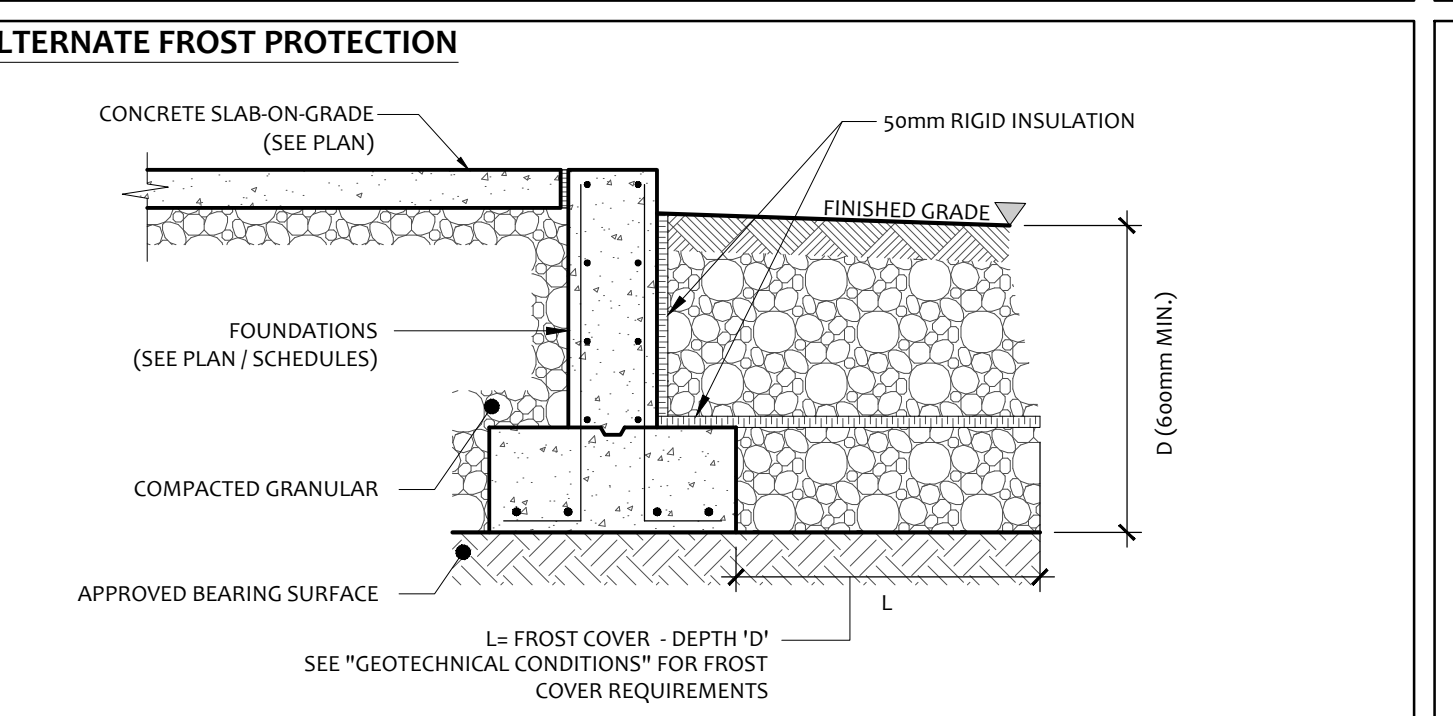 LTERNATE FROST PROTECTION
CONCRETE SLAB-ON-GRADE
(SEE PLAN)
50mm RIGID INSULATION
FINISHED GRADE
FOUNDATIONS
(SEE PLAN / SCHEDULES)
D (600mm MIN.)
COMPACTED GRANULAR
APPROVED BEARING SURFACE
L
L= FROST COVER - DEPTH 'D'
SEE "GEOTECHNICAL CONDITIONS" FOR FROST
COVER REQUIREMENTS